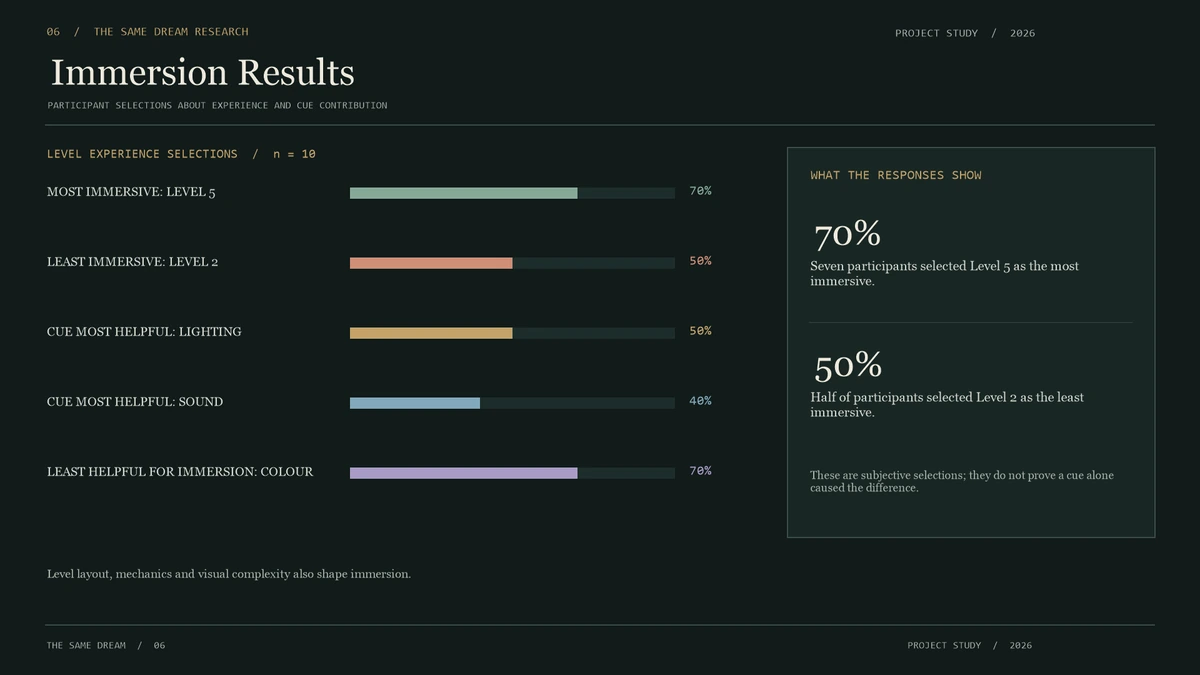 06 / THE SAME DREAM RESEARCH
PROJECT STUDY / 2026
Immersion Results
PARTICIPANT SELECTIONS ABOUT EXPERIENCE AND CUE CONTRIBUTION
LEVEL EXPERIENCE SELECTIONS / n = 10
MOST IMMERSIVE: LEVEL 5
70%
LEAST IMMERSIVE: LEVEL 2
50%
CUE MOST HELPFUL: LIGHTING
50%
CUE MOST HELPFUL: SOUND
40%
LEAST HELPFUL FOR IMMERSION: COLOUR
70%
Level layout, mechanics and visual complexity also shape immersion.
WHAT THE RESPONSES SHOW
70%
Seven participants selected Level 5 as the most
immersive.
50%
Half of participants selected Level 2 as the least
immersive.
These are subjective selections; they do not prove a cue alone
caused the difference.
THE SAME DREAM / 06
PROJECT STUDY / 2026